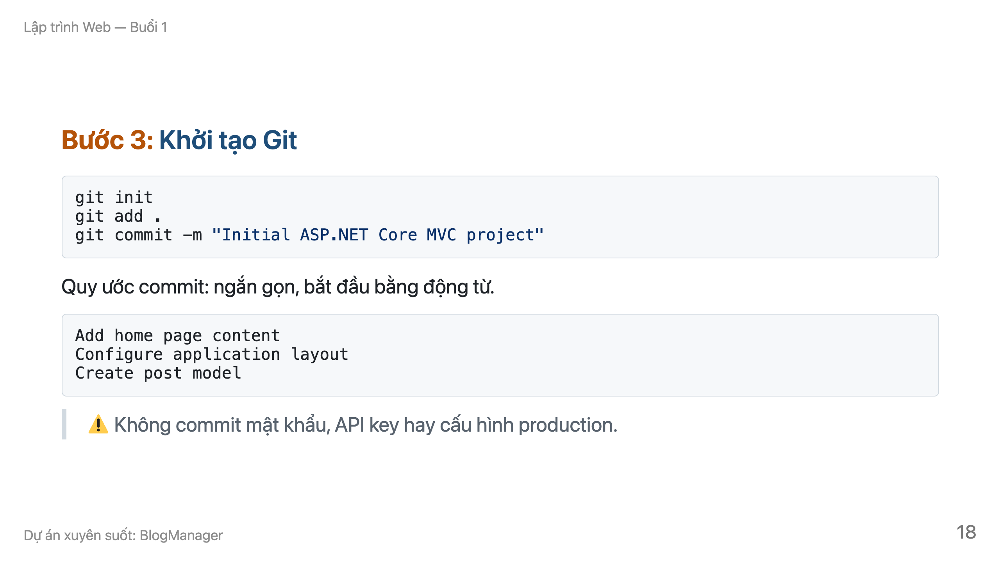 Lập trình Web — Buổi 1
Bước 3: Khởi tạo Git
git init
git add .
git commit -m "Initial ASP.NET Core MVC project"
Quy ước commit: ngắn gọn, bắt đầu bằng động từ.
Add home page content
Configure application layout
Create post model
⚠️ Không commit mật khẩu, API key hay cấu hình production.
Dự án xuyên suốt: BlogManager
18